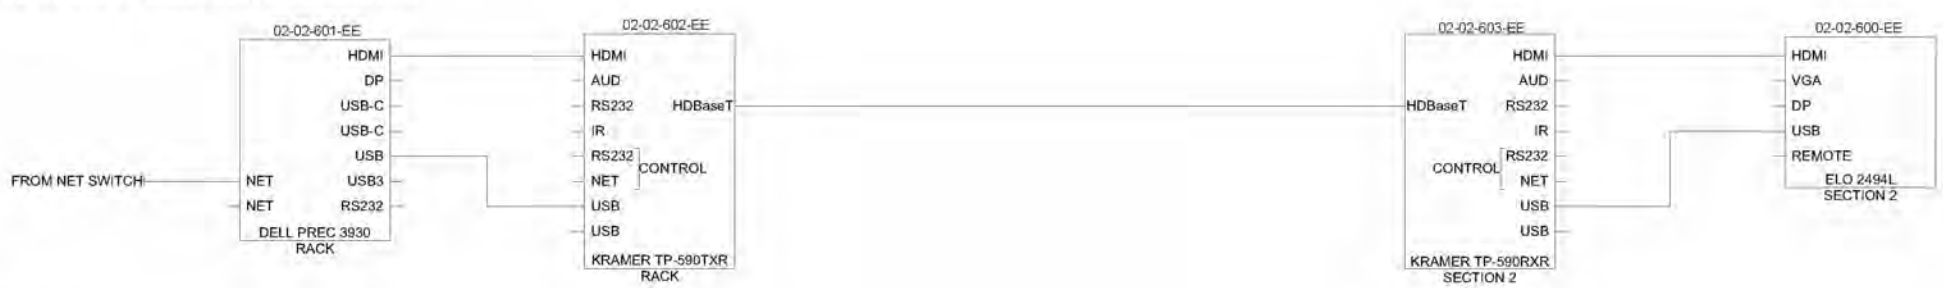 02-02-601-EE
HDMI
DP
USB-C
USB-C
USB
USB3
RS232
FROM NET SWITCH
NET
NET
DELL PREC 3930
RACK
02-02-602-EE
HDMI
AUD
RS232
IR
RS232
NET
CONTROL
USB
USB
HDBaseT
KRAMER TP-590TXR
RACK
02-02-603-EE
HDMI
AUD
HDBaseT
RS232
IR
RS232
CONTROL
NET
USB
USB
KRAMER TP-590RXR
SECTION 2
02-02-600-EE
HDMI
VGA
DP
USB
REMOTE
ELO 2494L
SECTION 2